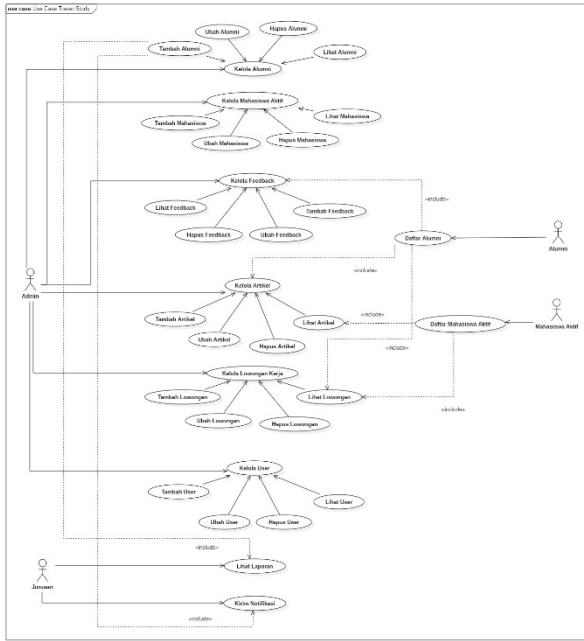 use case Use Case Tracer Study
Ubah Alumni
Hapus Alumni
Tambah Alumni
Lihat Alumni
Kelola Alumni
Kelola Mahasiswa Aktif
Tambah Mahasiswa
Lihat Mahasiswa
Ubah Mahasiswa
Hapus Mahasiswa
Kelola Feedback
«include»
Lihat Feedback
Tambah Feedback
Hapus Feedback
Ubah Feedback
Daftar Alumni
Alumni
«includes»
Kelola Artikel
Admin
Tambah Artikel
Lihat Artikel
«include»
Daftar Mahasiswa Aktif
Mahasiswa Aktif
Ubah Artikel
Hapus Artikel
«include»
Kelola Lowongan Kerja
Tambah Lowongan
Lihat Lowongan
«includes»
Ubah Lowongan
Hapus Lowongan
Kelola User
Tambah User
Lihat User
Ubah User
Hapus User
«include»
Lihat Laporan
Jurusan
Kirim Notifikasi
«include»